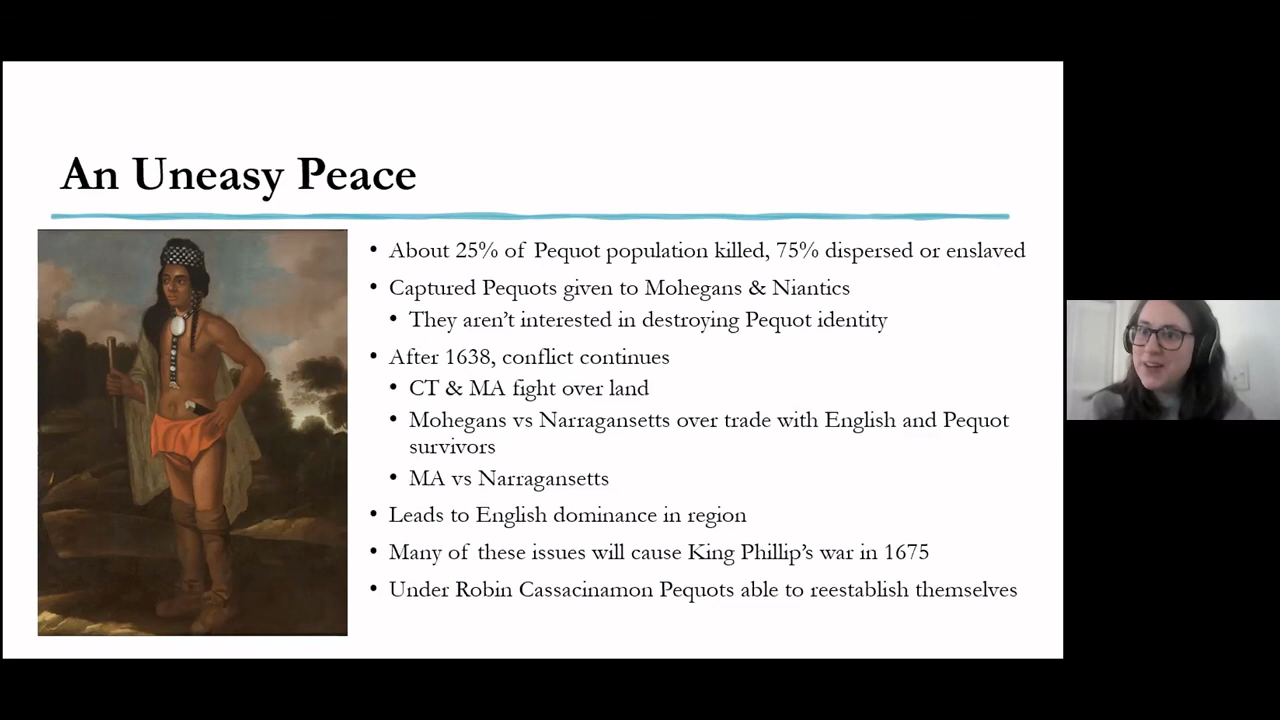 An Uneasy Peace
• About 25% of Pequot population killed, 75% dispersed or enslaved
• Captured Pequots given to Mohegans & Niantics
• They aren't interested in destroying Pequot identity
• After 1638, conflict continues
• CT & MA fight over land
• Mohegans vs Narragansetts over trade with English and Pequot
survivors
• MA vs Narragansetts
• Leads to English dominance in region
• Many of these issues will cause King Phillip's war in 1675
• Under Robin Cassacinamon Pequots able to reestablish themselves